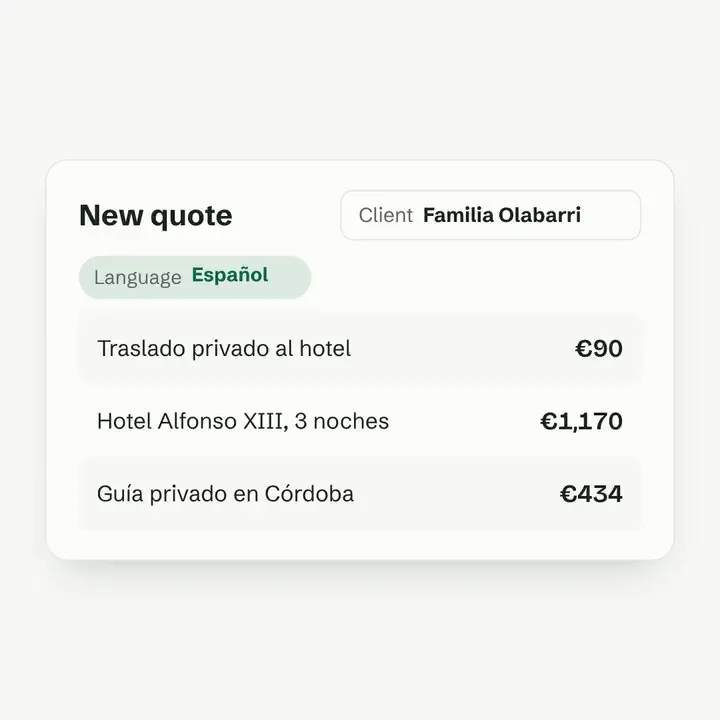 New quote
Client Familia Olabarri
Language Español
Traslado privado al hotel €90
Hotel Alfonso XIII, 3 noches €1,170
Guía privado en Córdoba €434